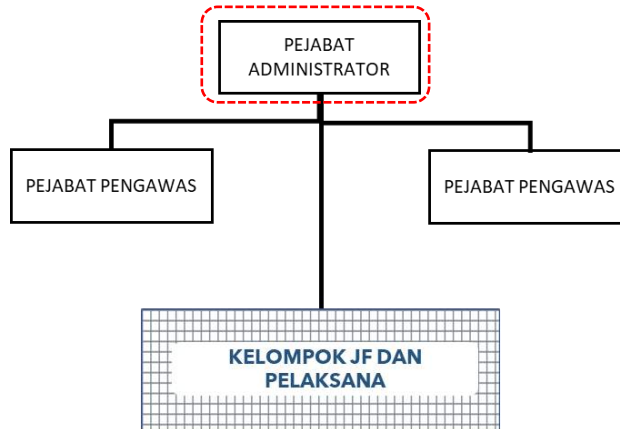 PEJABAT
ADMINISTRATOR
PEJABAT PENGAWAS
PEJABAT PENGAWAS
KELOMPOK JF DAN
PELAKSANA